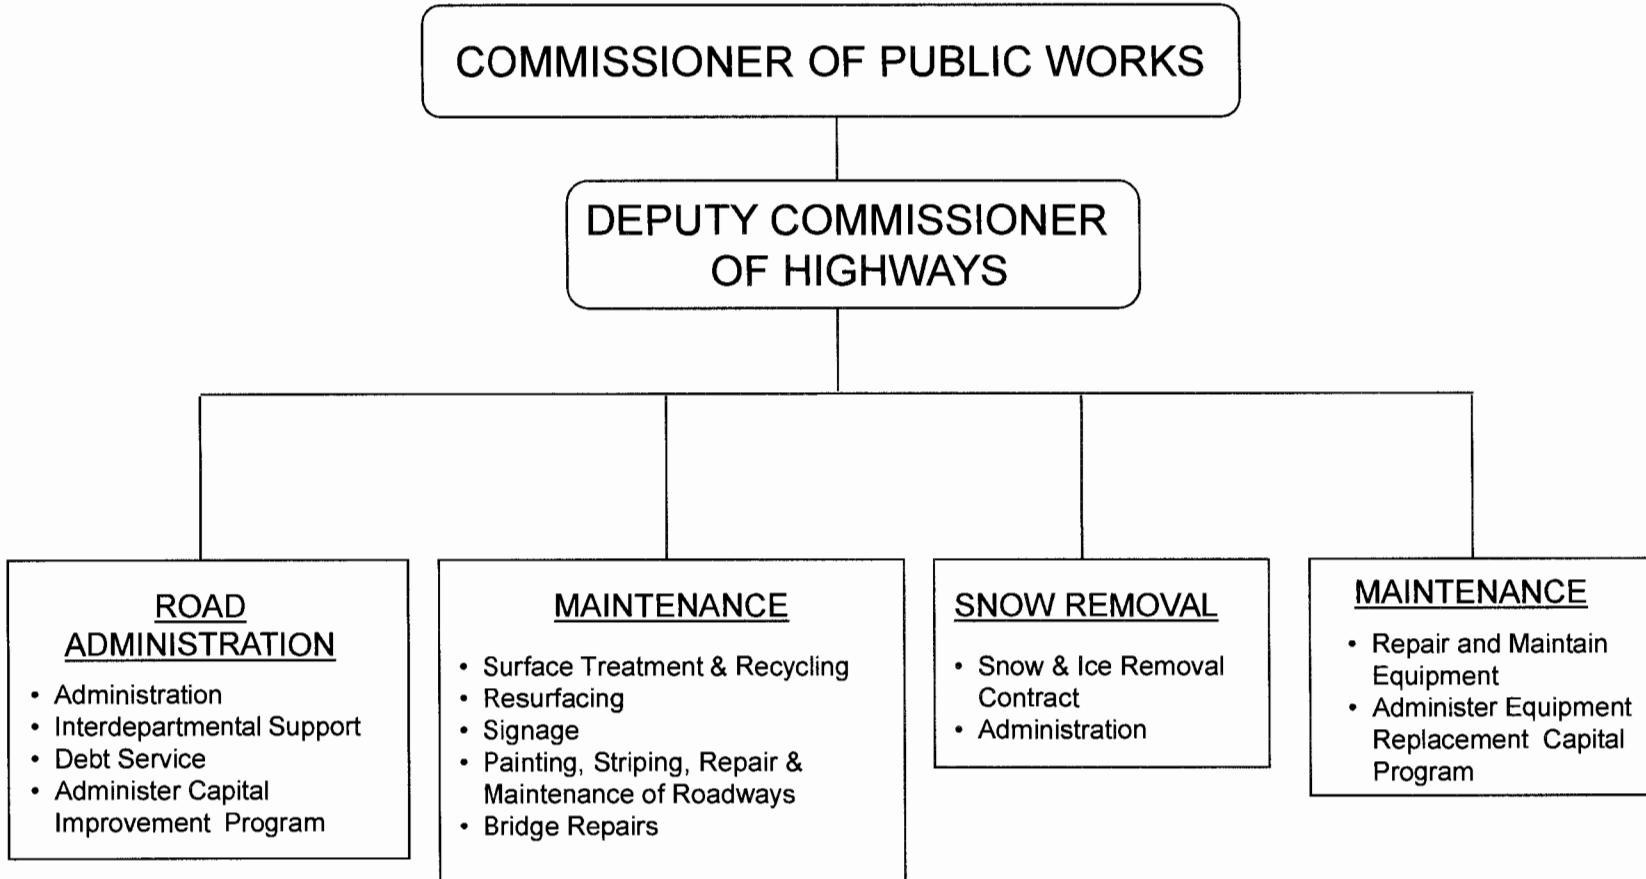 COMMISSIONER OF PUBLIC WORKS
DEPUTY COMMISSIONER
OF HIGHWAYS
ROAD
ADMINISTRATION
• Administration
• Interdepartmental Support
• Debt Service
• Administer Capital
Improvement Program
MAINTENANCE
• Surface Treatment & Recycling
• Resurfacing
• Signage
• Painting, Striping, Repair &
Maintenance of Roadways
• Bridge Repairs
SNOW REMOVAL
• Snow & Ice Removal
Contract
• Administration
MAINTENANCE
• Repair and Maintain
Equipment
• Administer Equipment
Replacement Capital
Program